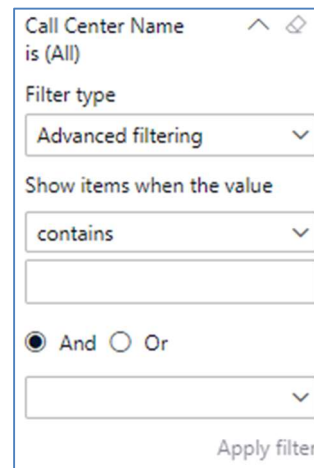 Call Center Name
is (All)
Filter type
Advanced filtering
Show items when the value
contains
And Or
Apply filter